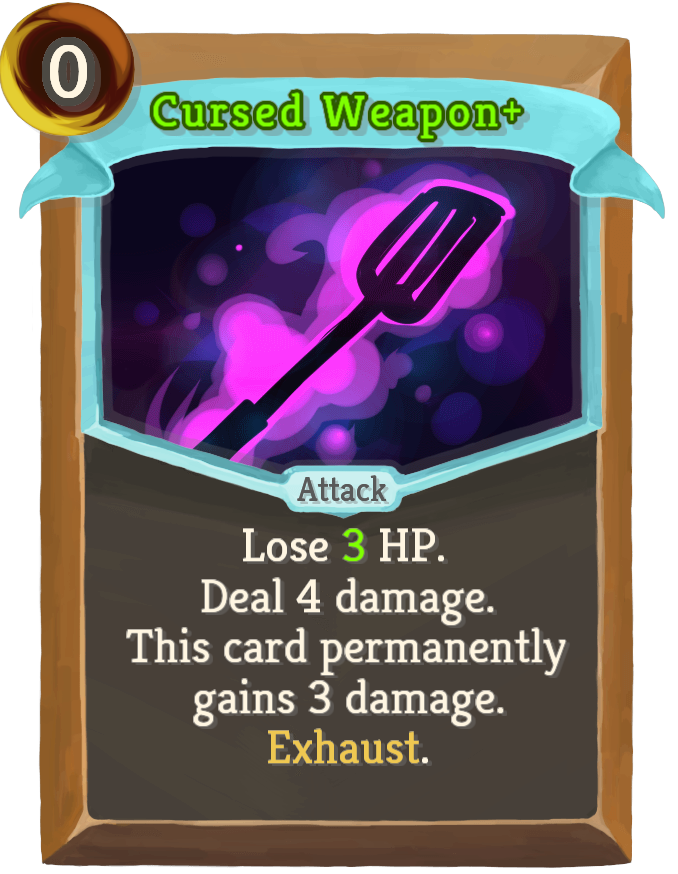 0
Cursed Weapon+
Attack
Lose 3 HP.
Deal 4 damage.
This card permanently
gains 3 damage.
Exhaust.